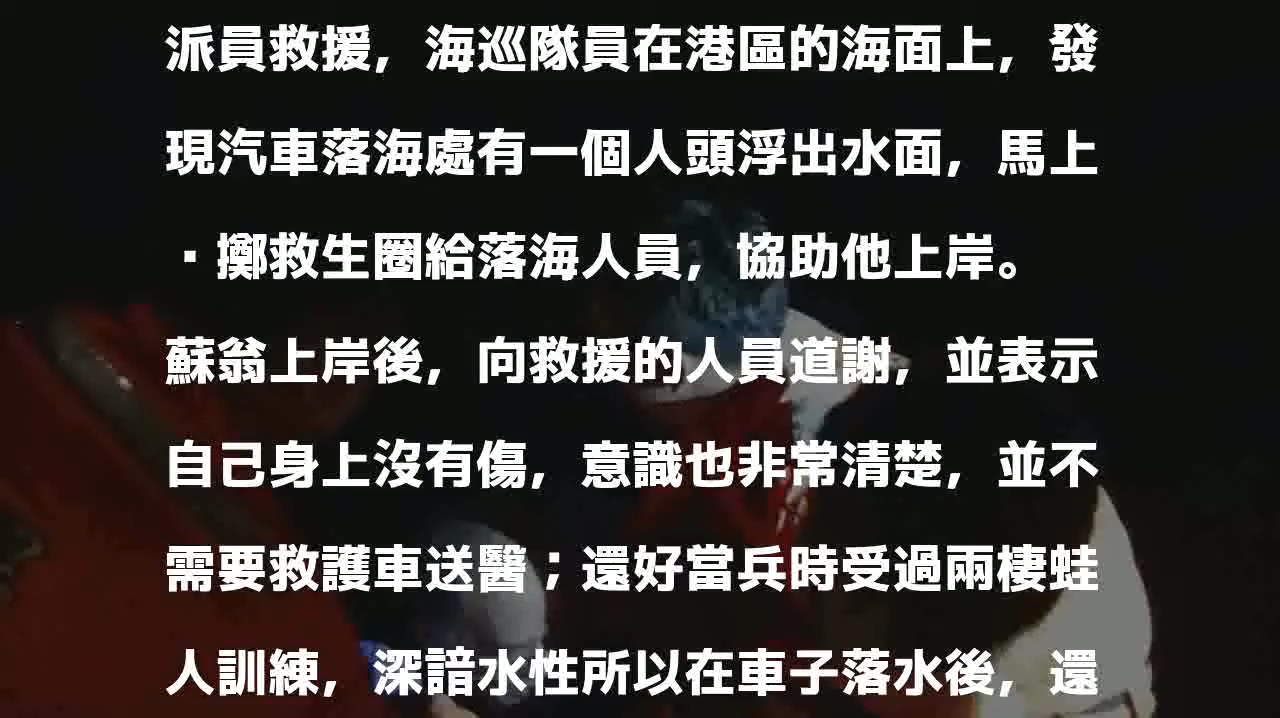 派員救援，海巡隊員在港區的海面上，發
現汽車落海處有一個人頭浮出水面，馬上
·擲救生圈給落海人員，協助他上岸。
蘇翁上岸後，向救援的人員道謝，並表示
自己身上沒有傷，意識也非常清楚，並不
需要救護車送醫；還好當兵時受過兩棲蛙
人訓練，深諳水性所以在車子落水後，還